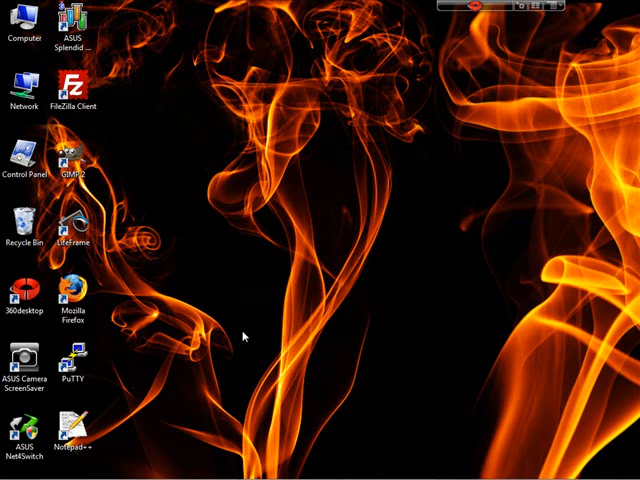 Computer
ASUS
Splendid ...
Network
FileZilla Client
Control Panel
GIMP 2
Recycle Bin
LifeFrame
360desktop
Mozilla
Firefox
ASUS Camera
ScreenSaver
PuTTY
ASUS
Net4Switch
Notepad++